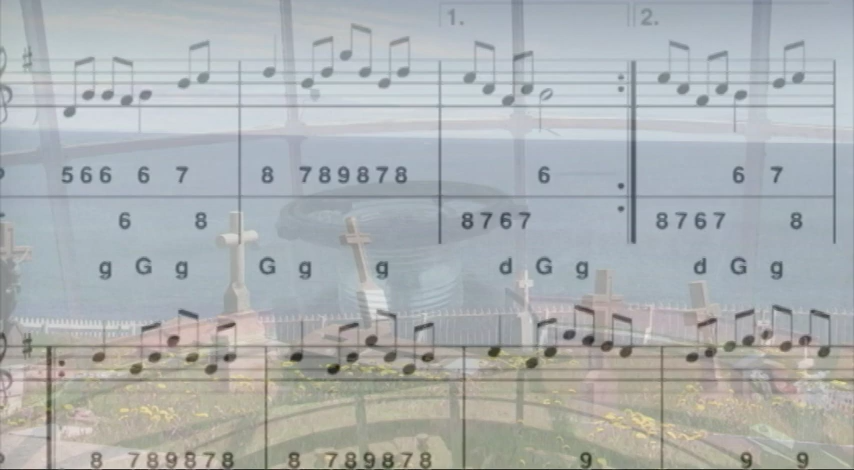 1. 2.
566 6 7 8 789878 6 6 7
6 8 8767 8767 8
g G g G g g d G g d G g
8 789878 8 789878 9 9 9